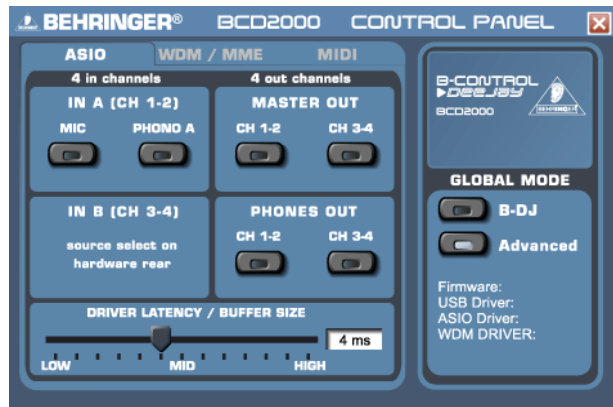 BEHRINGER® BCD2000 CONTROL PANEL
ASIO WDM / MME MIDI
4 in channels
4 out channels
IN A (CH 1-2)
MIC PHONO A
MASTER OUT
CH 1-2 CH 3-4
IN B (CH 3-4)
source select on
hardware rear
PHONES OUT
CH 1-2 CH 3-4
DRIVER LATENCY / BUFFER SIZE
4 ms
LOW MID HIGH
B-CONTROL
DEEJAY
BCD2000
BEHRINGER
GLOBAL MODE
B-DJ
Advanced
Firmware:
USB Driver:
ASIO Driver:
WDM DRIVER: